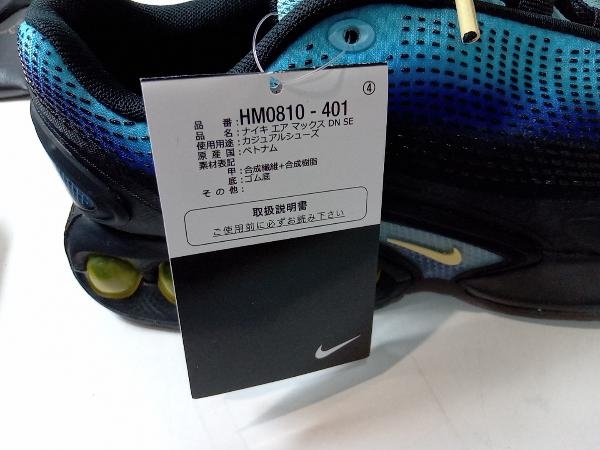 ④
品 番：HM0810 - 401
品 名：ナイキ エア マックス DN SE
使用用途：カジュアルシューズ
原 産 国：ベトナム
素材表記
甲：合成繊維+合成樹脂
底：ゴム底
そ の 他：
取扱説明書
ご使用前に必ずお読み下さい